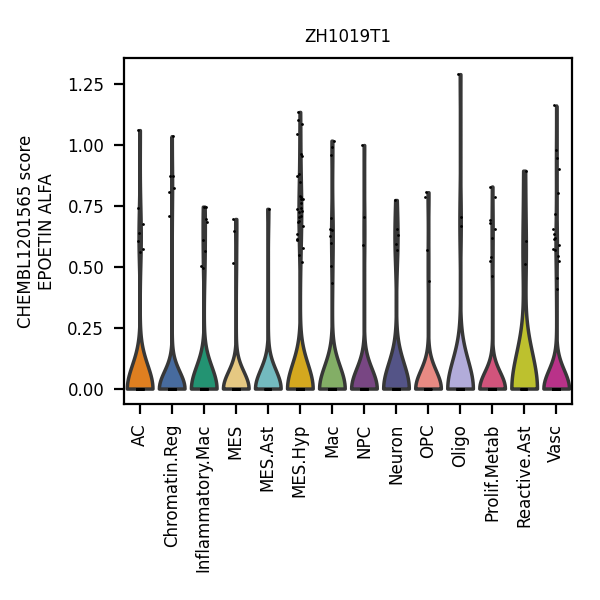 ZH1019T1
CHEMBL1201565 score
EPOETIN ALFA
1.25
1.00
0.75
0.50
0.25
0.00
AC
Chromatin.Reg
Inflammatory.Mac
MES
MES.Ast
MES.Hyp
Mac
NPC
Neuron
OPC
Oligo
Prolif.Metab
Reactive.Ast
Vasc